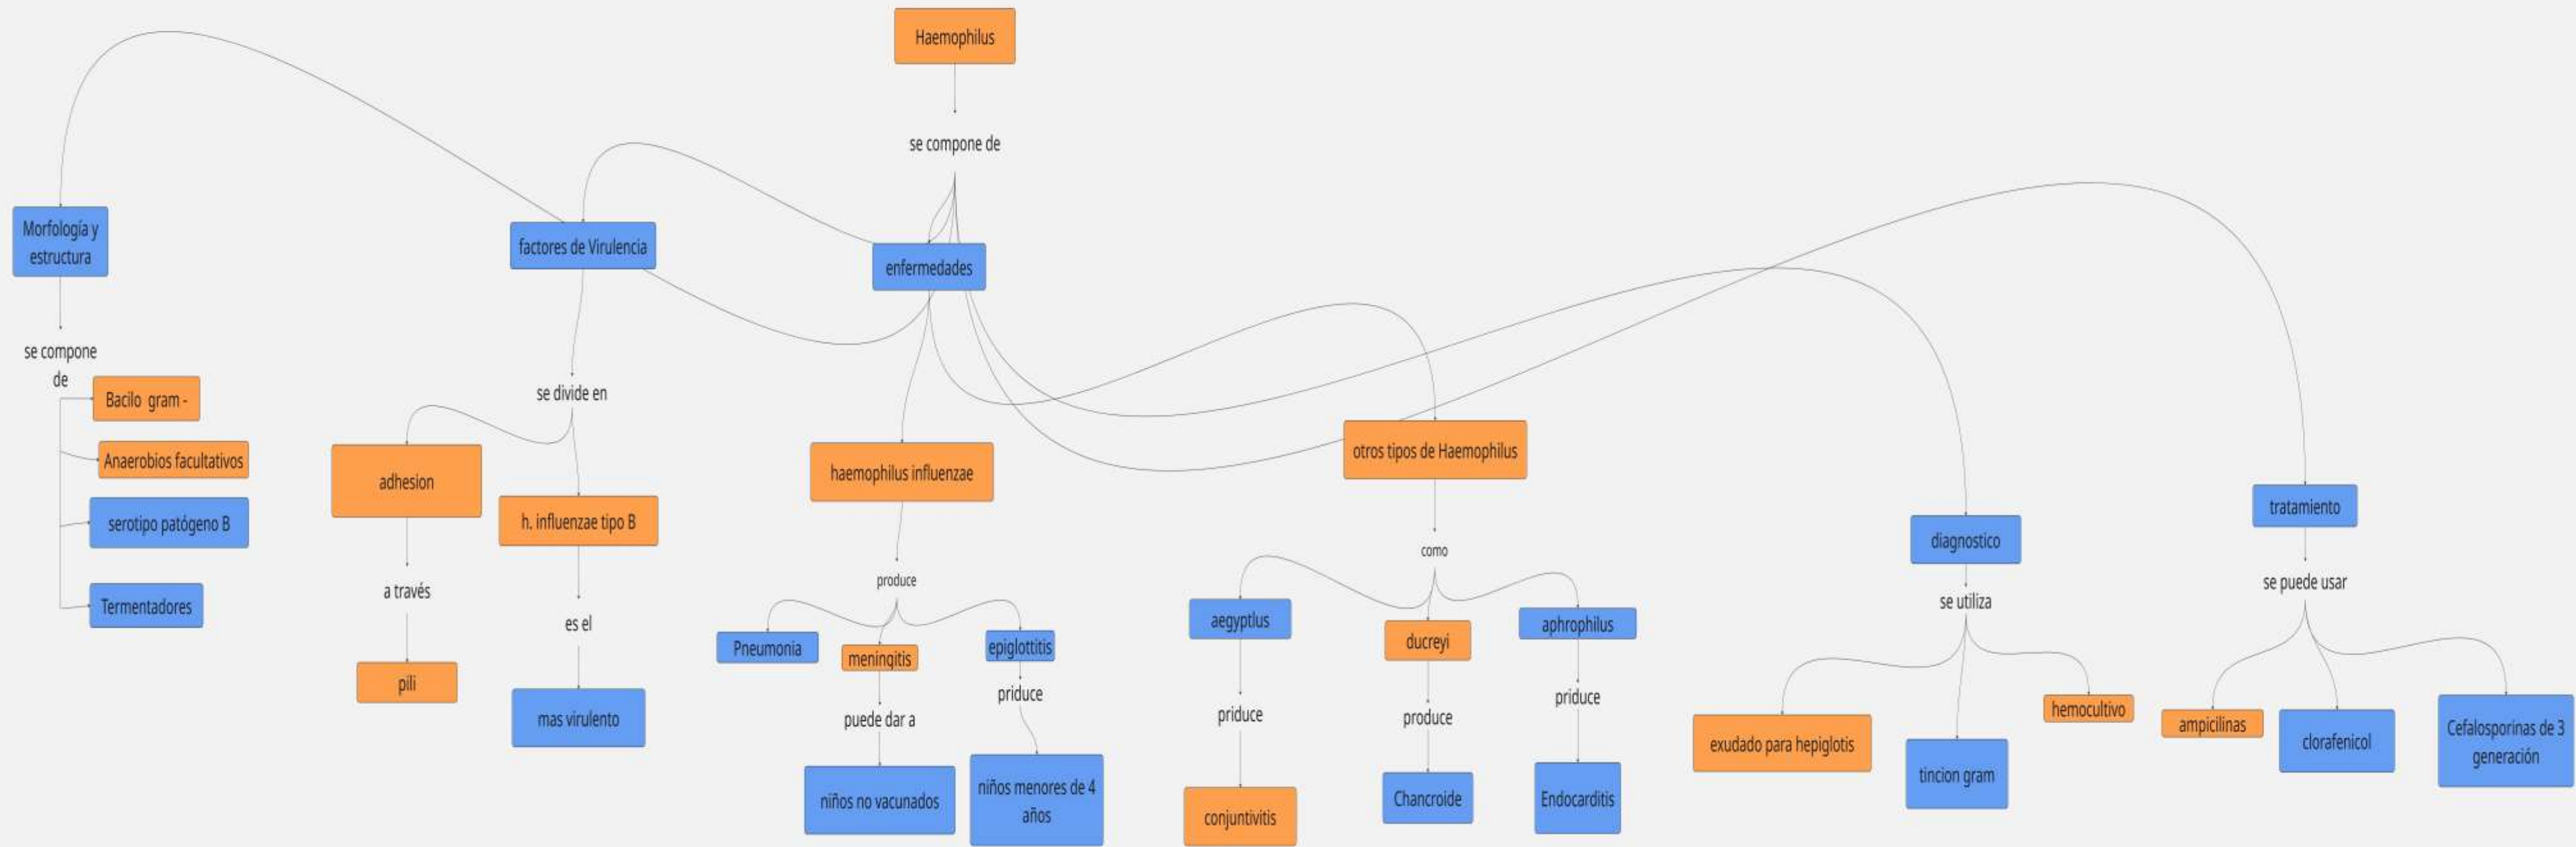 Haemophilus
se compone de
Morfología y
estructura
factores de Virulencia
enfermedades
se compone
de
Bacilo gram -
Anaerobios facultativos
serotipo patógeno B
Termentadores
se divide en
adhesion
h. influenzae tipo B
a través
es el
pili
mas virulento
haemophilus influenzae
produce
Pneumonia
meningitis
epiglottitis
puede dar a
priduce
niños no vacunados
niños menores de 4
años
otros tipos de Haemophilus
como
aegyptlus
ducreyi
aphrophilus
priduce
produce
priduce
conjuntivitis
Chancroide
Endocarditis
diagnostico
se utiliza
exudado para hepiglotis
tincion gram
hemocultivo
tratamiento
se puede usar
ampicilinas
clorafenicol
Cefalosporinas de 3
generación